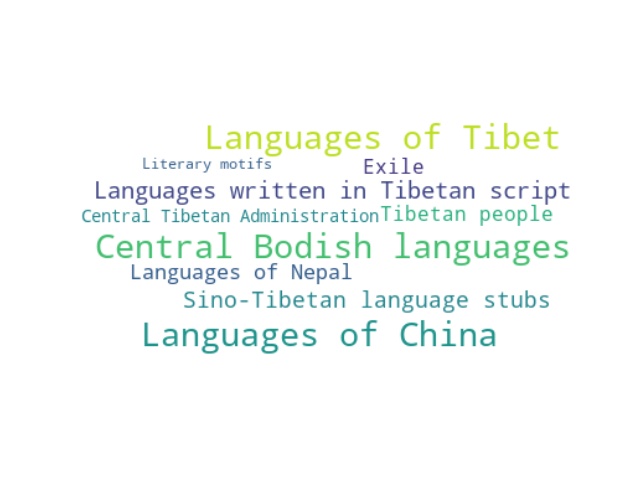 Languages of Tibet
Literary motifs
Exile
Languages written in Tibetan script
Central Tibetan Administration
Tibetan people
Central Bodish languages
Languages of Nepal
Sino-Tibetan language stubs
Languages of China